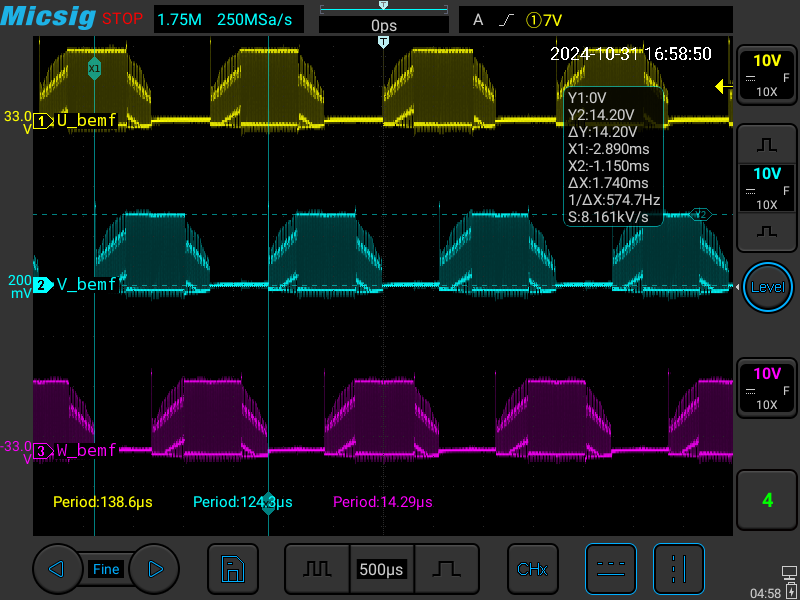 Micsig STOP 1.75M 250MSa/s 0ps A ①7V
T
2024-10-31 16:58:50
X1
10V
F
10X
33.0
V
1 U_bemf
Y1:0V
Y2:14.20V
ΔY:14.20V
X1:-2.890ms
X2:-1.150ms
ΔX:1.740ms
1/ΔX:574.7Hz
S:8.161kV/s
10V
F
10X
Y2
200
mV
2 V_bemf
Level
10V
F
10X
-33.0
V
3 W_bemf
Period:138.6μs Period:124.3μs Period:14.29μs
4
Fine 500μs CHx
04:58